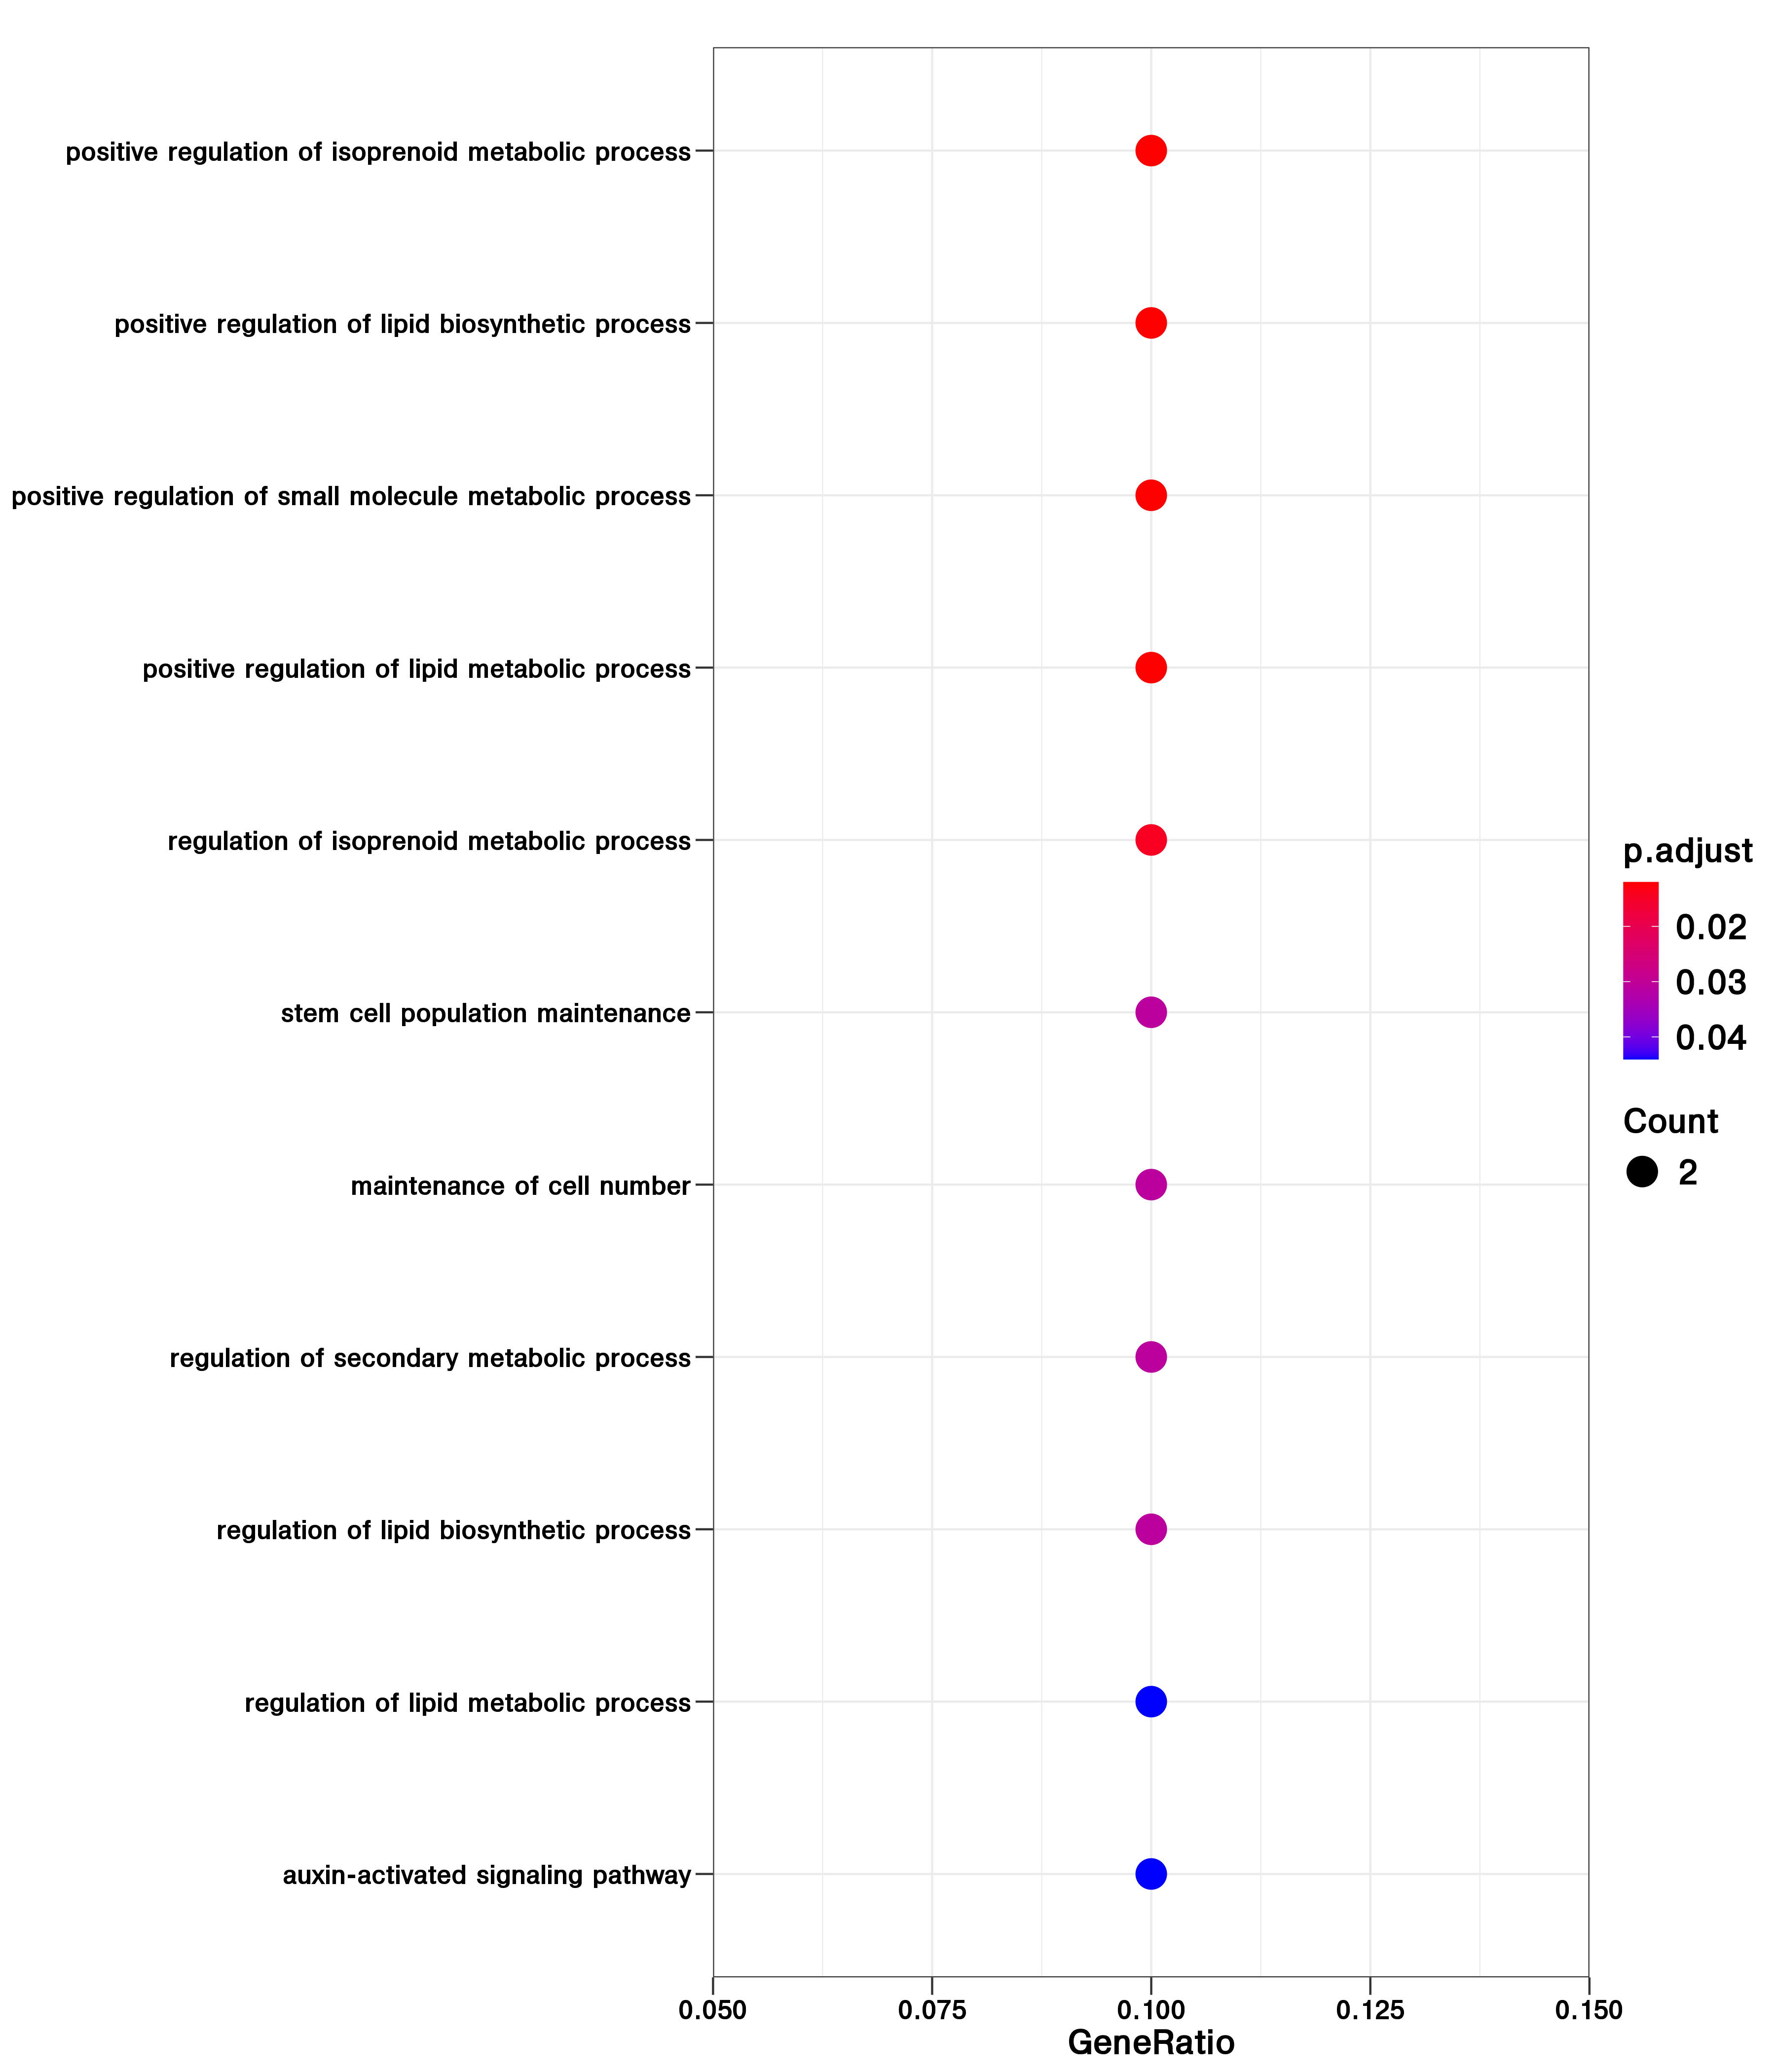 positive regulation of isoprenoid metabolic process
positive regulation of lipid biosynthetic process
positive regulation of small molecule metabolic process
positive regulation of lipid metabolic process
regulation of isoprenoid metabolic process
stem cell population maintenance
maintenance of cell number
regulation of secondary metabolic process
regulation of lipid biosynthetic process
regulation of lipid metabolic process
auxin-activated signaling pathway
0.050 0.075 0.100 0.125 0.150
GeneRatio
p.adjust
0.02
0.03
0.04
Count
2